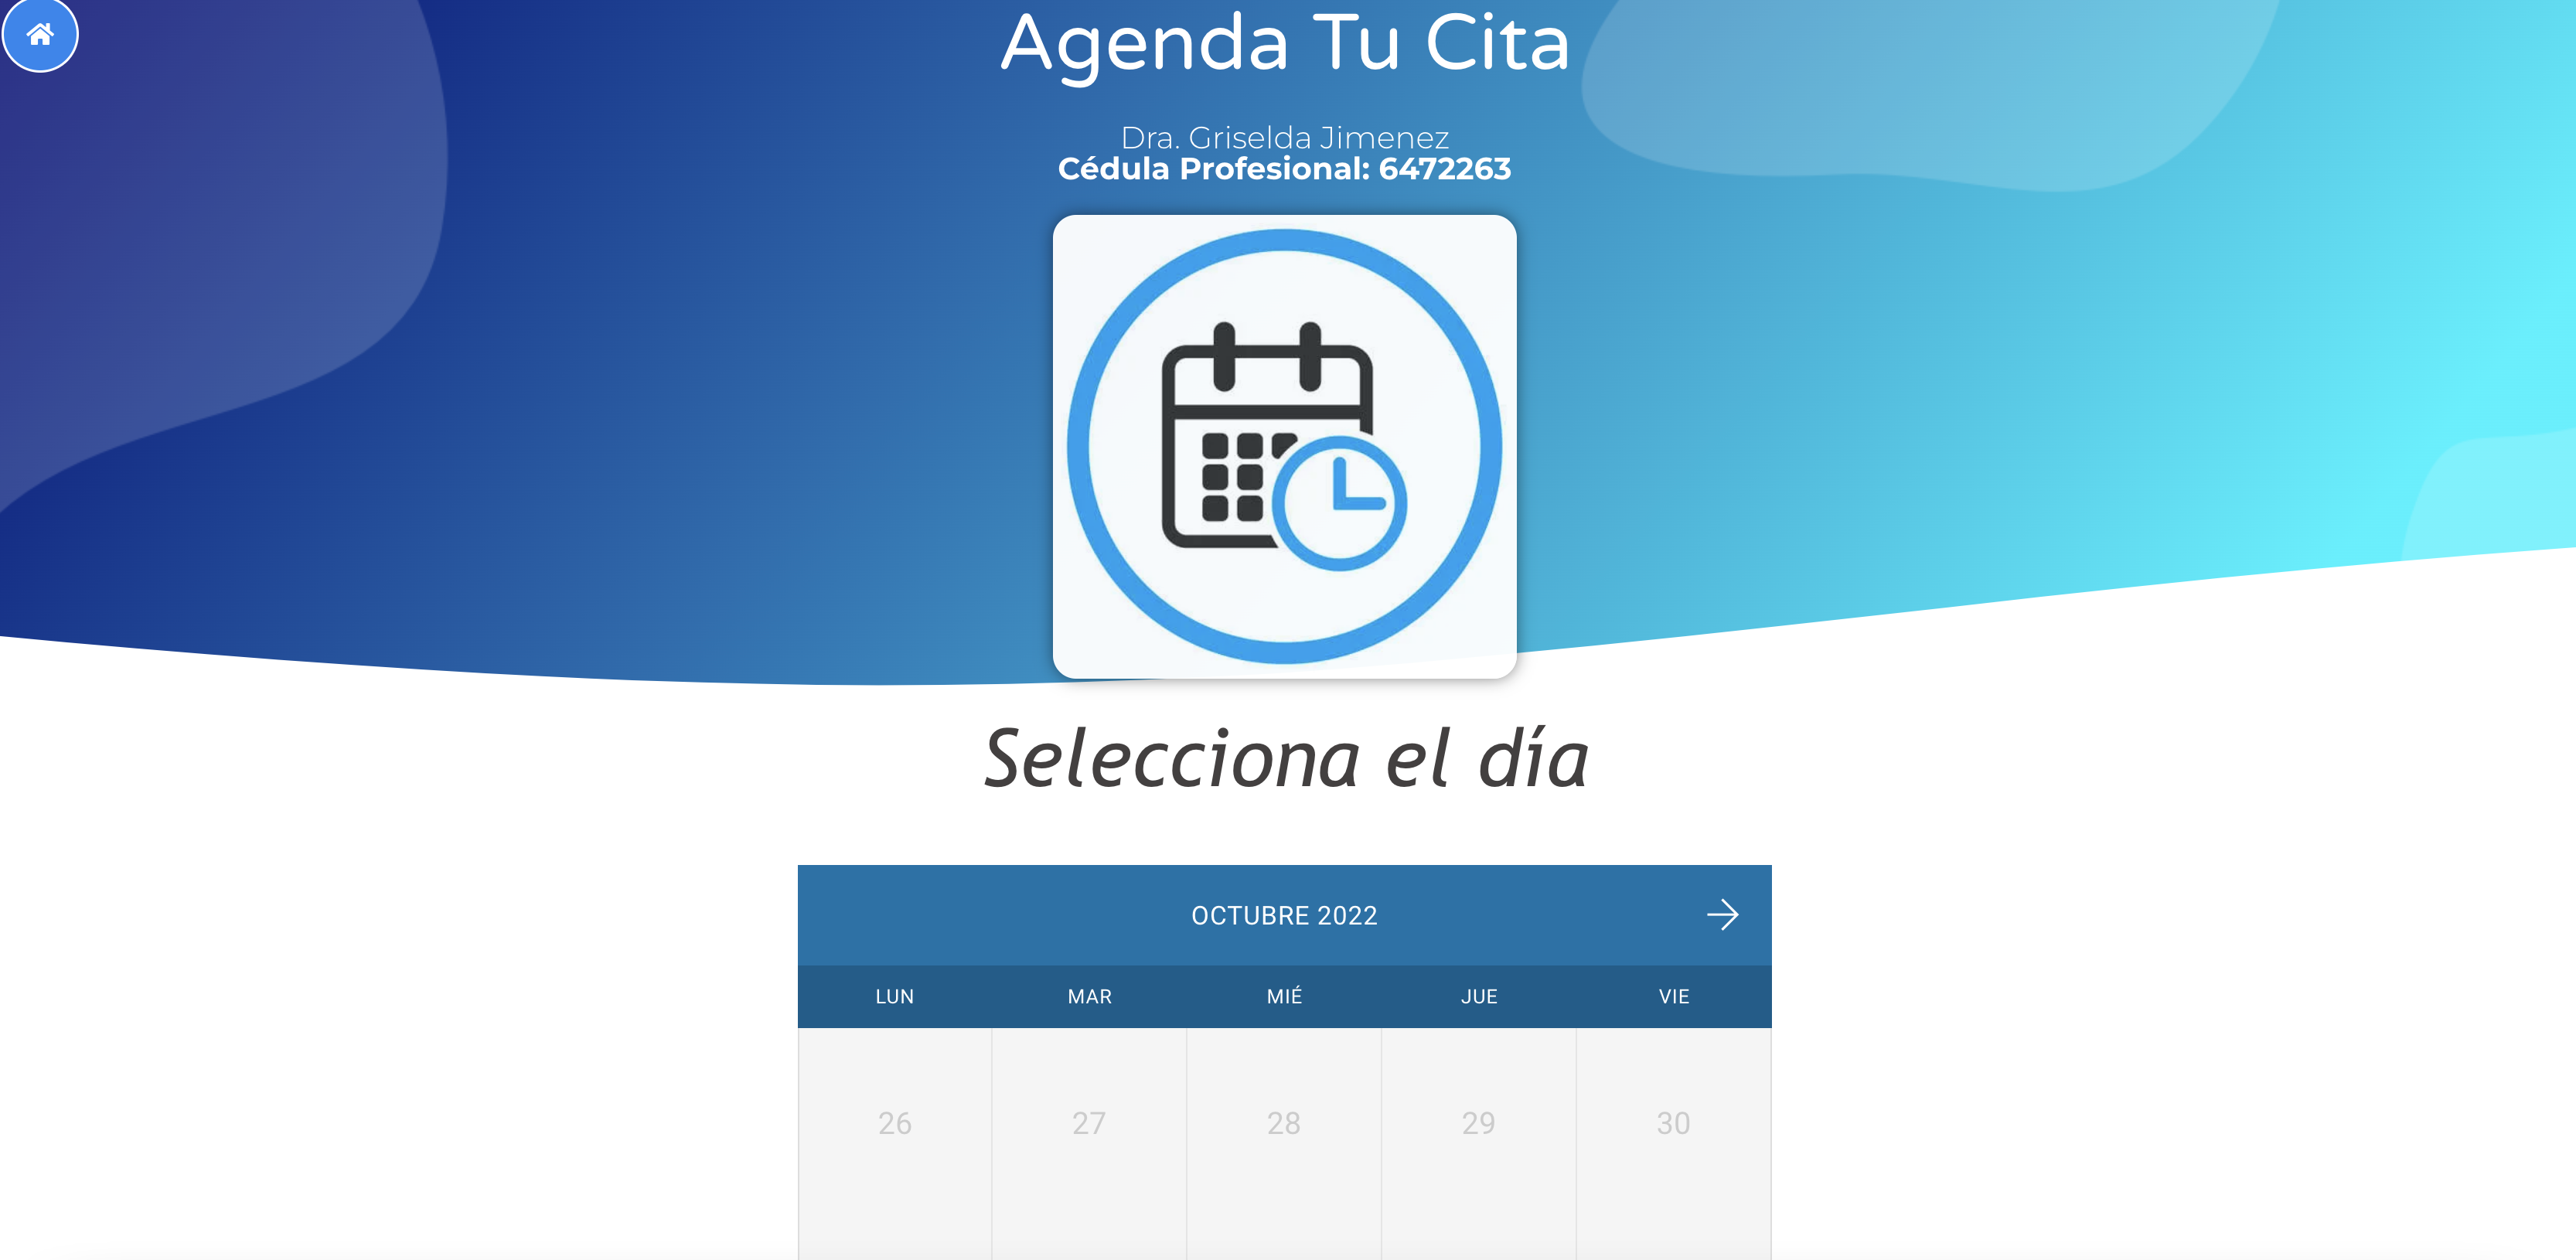 Agenda Tu Cita
Dra. Griselda Jimenez
Cédula Profesional: 6472263
Selecciona el día
OCTUBRE 2022
LUN MAR MIÉ JUE VIE
26 27 28 29 30